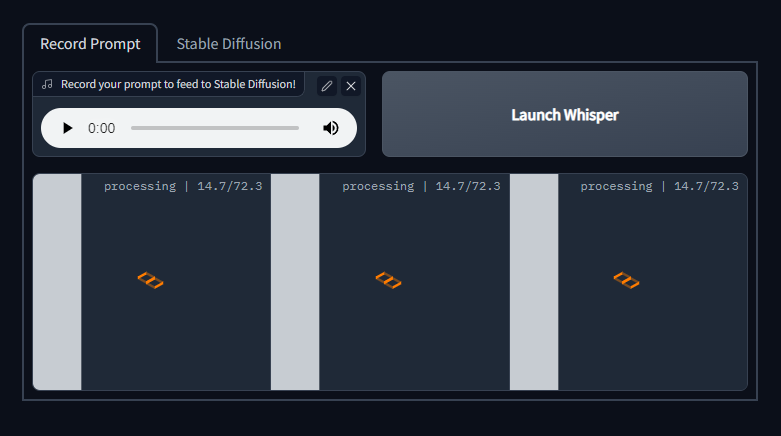 Record Prompt
Stable Diffusion
Record your prompt to feed to Stable Diffusion!
0:00
Launch Whisper
processing | 14.7/72.3
processing | 14.7/72.3
processing | 14.7/72.3